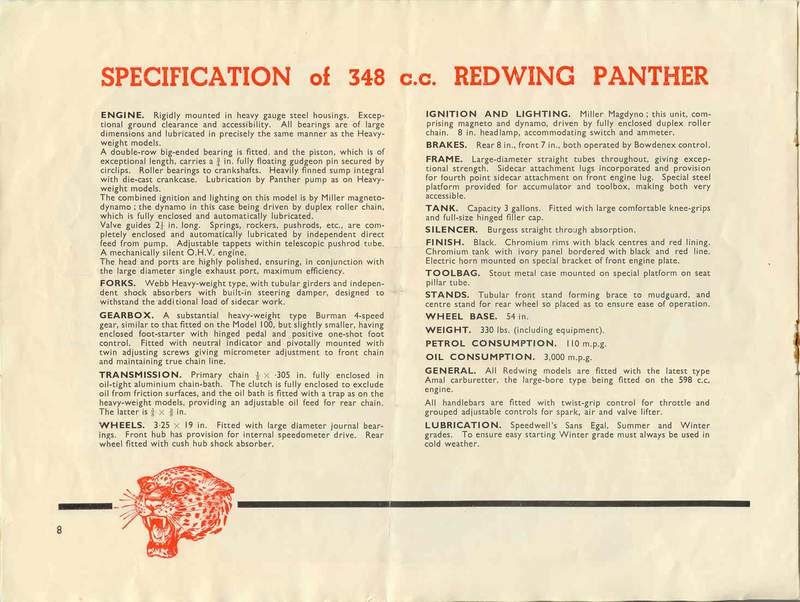 SPECIFICATION of 348 c.c. REDWING PANTHER
ENGINE. Rigidly mounted in heavy gauge steel housings. Excep-
tional ground clearance and accessibility. All bearings are of large
dimensions and lubricated in precisely the same manner as the Heavy-
weight models.
A double-row big-ended bearing is fitted, and the piston, which is of
exceptional length, carries a in. fully floating gudgeon pin secured by
circlips. Roller bearings to crankshafts. Heavily finned sump integral
with die-cast crankcase. Lubrication by Panther pump as on Heavy-
weight models.
The combined ignition and lighting on this model is by Miller magneto-
dynamo; the dynamo in this case being driven by duplex roller chain,
which is fully enclosed and automatically lubricated.
Valve guides in. long. Springs, rockers, pushrods, etc., are com-
pletely enclosed and automatically lubricated by independent direct
feed from pump. Adjustable tappets within telescopic pushrod tube.
A mechanically silent O.H.V. engine.
The head and ports are highly polished, ensuring, in conjunction with
the large diameter single exhaust port, maximum efficiency.
FORKS. Webb Heavy-weight type, with tubular girders and indepen-
dent shock absorbers with built-in steering damper, designed to
withstand the additional load of sidecar work.
GEARBOX. A substantial heavy-weight type Burman 4-speed
gear, similar to that fitted on the Model 100, but slightly smaller, having
enclosed foot-starter with hinged pedal and positive one-shot foot
control. Fitted with neutral indicator and pivotally mounted with
twin adjusting screws giving micrometer adjustment to front chain
and maintaining true chain line.
TRANSMISSION. Primary chain ½ × ·305 in. fully enclosed in
oil-tight aluminium chain-bath. The clutch is fully enclosed to exclude
oil from friction surfaces, and the oil bath is fitted with a trap as on the
heavy-weight models, providing an adjustable oil feed for rear chain.
The latter is × in.
WHEELS. 3·25 × 19 in. Fitted with large diameter journal bear-
ings. Front hub has provision for internal speedometer drive. Rear
wheel fitted with cush hub shock absorber.
IGNITION AND LIGHTING. Miller Magdyno; this unit, com-
prising magneto and dynamo, driven by fully enclosed duplex roller
chain. 8 in. headlamp, accommodating switch and ammeter.
BRAKES. Rear 8 in., front 7 in., both operated by Bowdenex control.
FRAME. Large-diameter straight tubes throughout, giving excep-
tional strength. Sidecar attachment lugs incorporated and provision
for fourth point sidecar attachment on front engine lug. Special steel
platform provided for accumulator and toolbox, making both very
accessible.
TANK. Capacity 3 gallons. Fitted with large comfortable knee-grips
and full-size hinged filler cap.
SILENCER. Burgess straight through absorption.
FINISH. Black. Chromium rims with black centres and red lining.
Chromium tank with ivory panel bordered with black and red line.
Electric horn mounted on special bracket of front engine plate.
TOOLBAG. Stout metal case mounted on special platform on seat
pillar tube.
STANDS. Tubular front stand forming brace to mudguard, and
centre stand for rear wheel so placed as to ensure ease of operation.
WHEEL BASE. 54 in.
WEIGHT. 330 lbs. (including equipment).
PETROL CONSUMPTION. 110 m.p.g.
OIL CONSUMPTION. 3,000 m.p.g.
GENERAL. All Redwing models are fitted with the latest type
Amal carburetter, the large-bore type being fitted on the 598 c.c.
engine.
All handlebars are fitted with twist-grip control for throttle and
grouped adjustable controls for spark, air and valve lifter.
LUBRICATION. Speedwell's Sans Egal, Summer and Winter
grades. To ensure easy starting Winter grade must always be used in
cold weather.
8